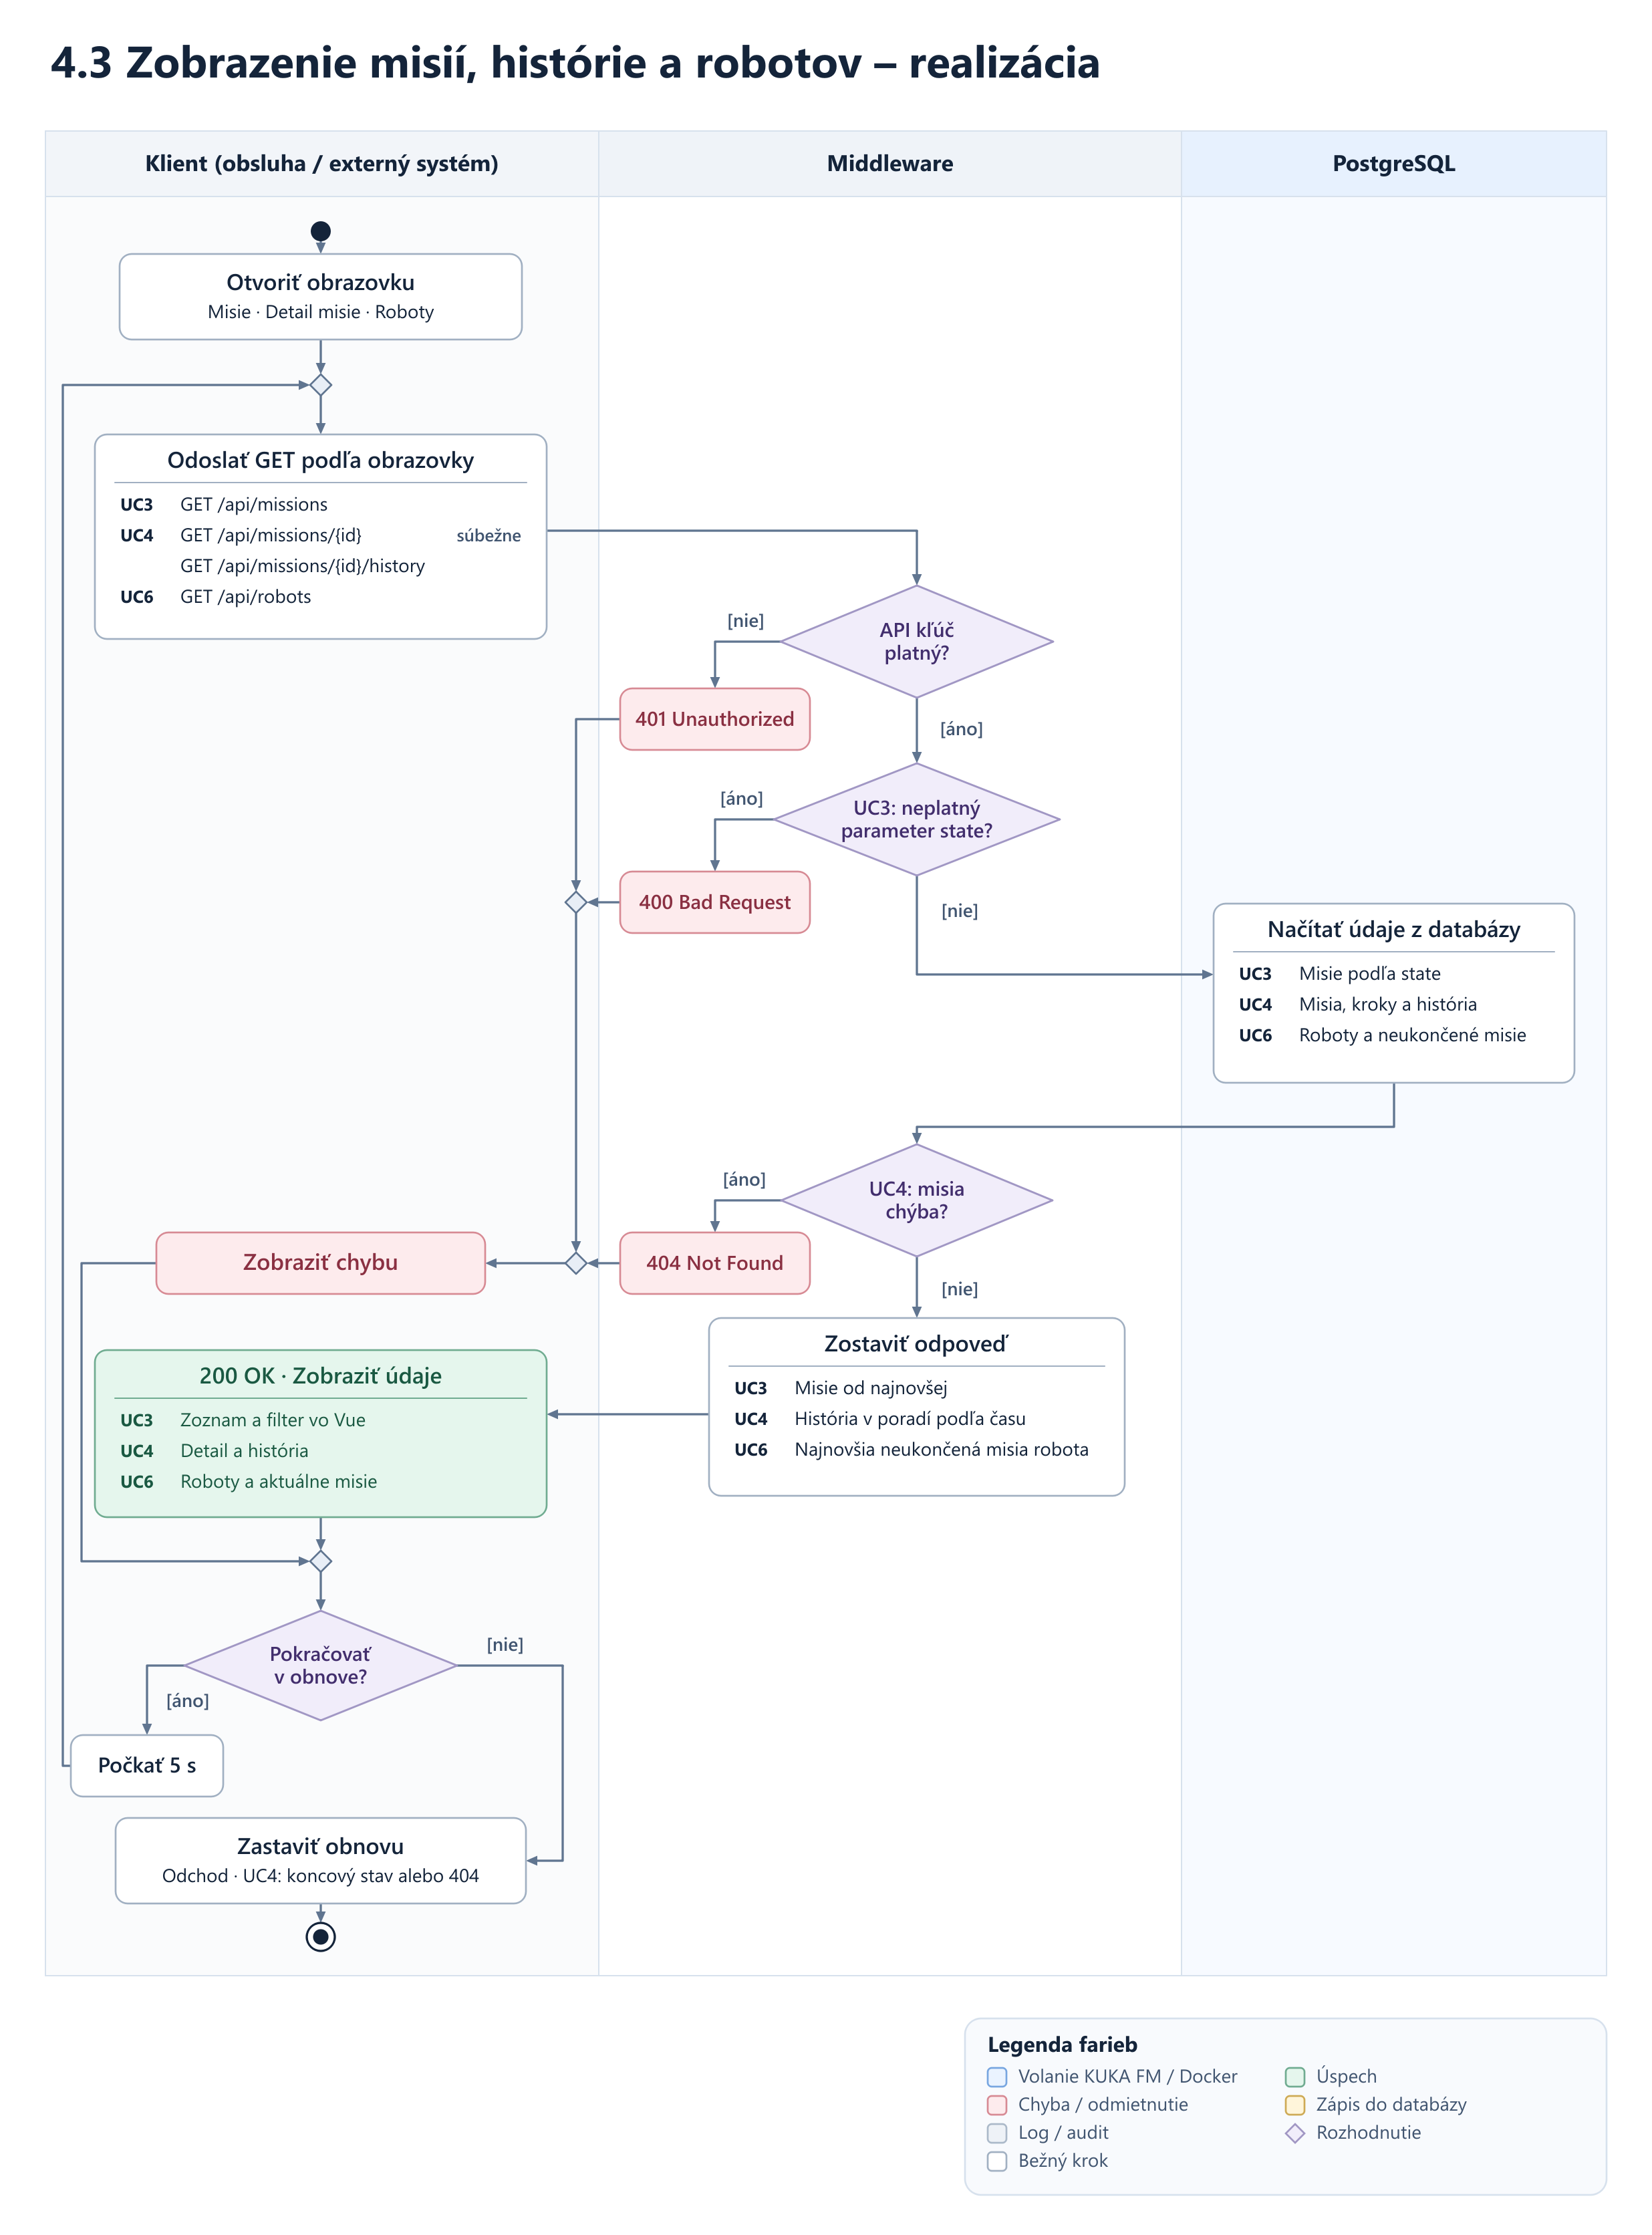 4.3 Zobrazenie misií, histórie a robotov – realizácia
Klient (obsluha / externý systém)
Middleware
PostgreSQL
Otvoriť obrazovku
Misie · Detail misie · Roboty
Odoslať GET podľa obrazovky
UC3 GET /api/missions
UC4 GET /api/missions/{id} súbežne
GET /api/missions/{id}/history
UC6 GET /api/robots
API kľúč
platný?
[nie]
401 Unauthorized
[áno]
UC3: neplatný
parameter state?
[áno]
400 Bad Request
[nie]
Načítať údaje z databázy
UC3 Misie podľa state
UC4 Misia, kroky a história
UC6 Roboty a neukončené misie
UC4: misia
chýba?
[áno]
Zobraziť chybu
404 Not Found
[nie]
Zostaviť odpoveď
UC3 Misie od najnovšej
UC4 História v poradí podľa času
UC6 Najnovšia neukončená misia robota
200 OK · Zobraziť údaje
UC3 Zoznam a filter vo Vue
UC4 Detail a história
UC6 Roboty a aktuálne misie
Pokračovať
v obnove?
[nie]
[áno]
Počkať 5 s
Zastaviť obnovu
Odchod · UC4: koncový stav alebo 404
Legenda farieb
Volanie KUKA FM / Docker
Úspech
Chyba / odmietnutie
Zápis do databázy
Log / audit
Rozhodnutie
Bežný krok